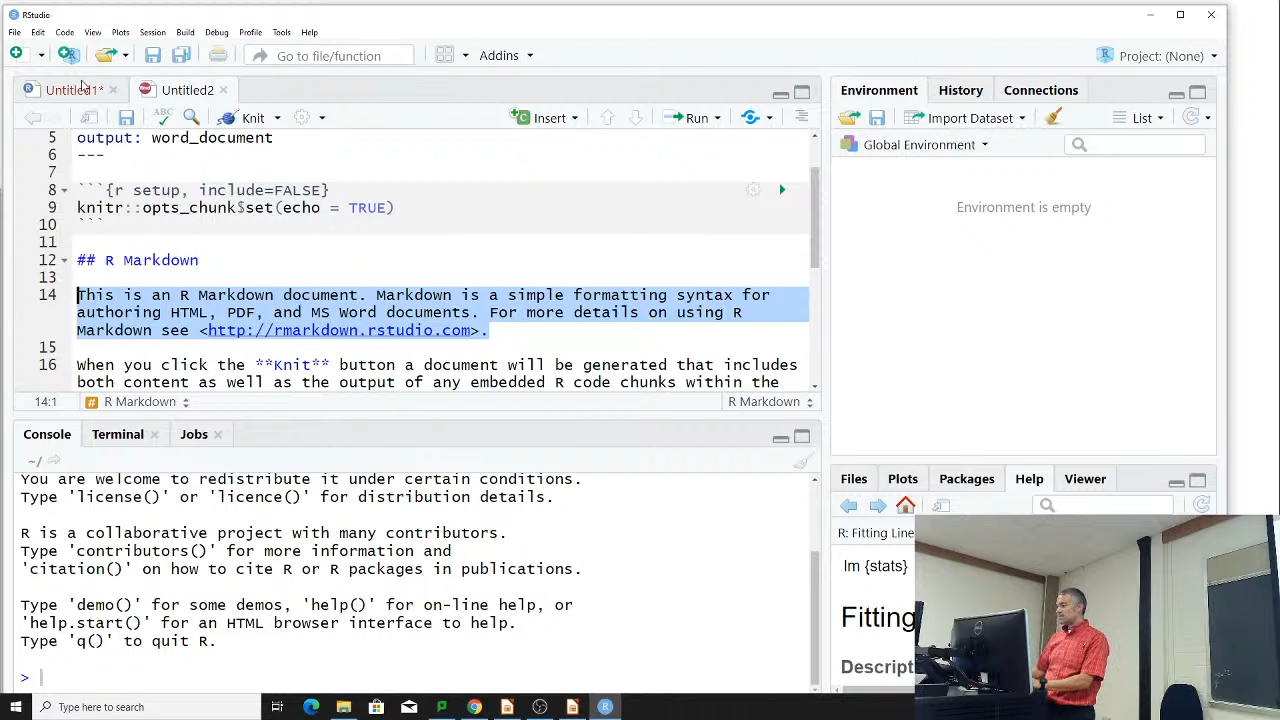 RStudio
File Edit Code View Plots Session Build Debug Profile Tools Help
Go to file/function
Addins
Project: (None)
Untitled1*
Untitled2
ABC
Knit
Insert
Run
5 output: word_document
6 ---
7
8 ```{r setup, include=FALSE}
9 knitr::opts_chunk$set(echo = TRUE)
10 ```
11
12 ## R Markdown
13
14 This is an R Markdown document. Markdown is a simple formatting syntax for
authoring HTML, PDF, and MS Word documents. For more details on using R
Markdown see <http://rmarkdown.rstudio.com>.
15
16 When you click the **Knit** button a document will be generated that includes
both content as well as the output of any embedded R code chunks within the
14:1 # R Markdown R Markdown
Console Terminal Jobs
~/
You are welcome to redistribute it under certain conditions.
Type 'license()' or 'licence()' for distribution details.
R is a collaborative project with many contributors.
Type 'contributors()' for more information and
'citation()' on how to cite R or R packages in publications.
Type 'demo()' for some demos, 'help()' for on-line help, or
'help.start()' for an HTML browser interface to help.
Type 'q()' to quit R.
>
Environment History Connections
Import Dataset
List
Global Environment
Environment is empty
Files Plots Packages Help Viewer
R: Fitting Line
lm {stats}
Fitting
Descript
Type here to search